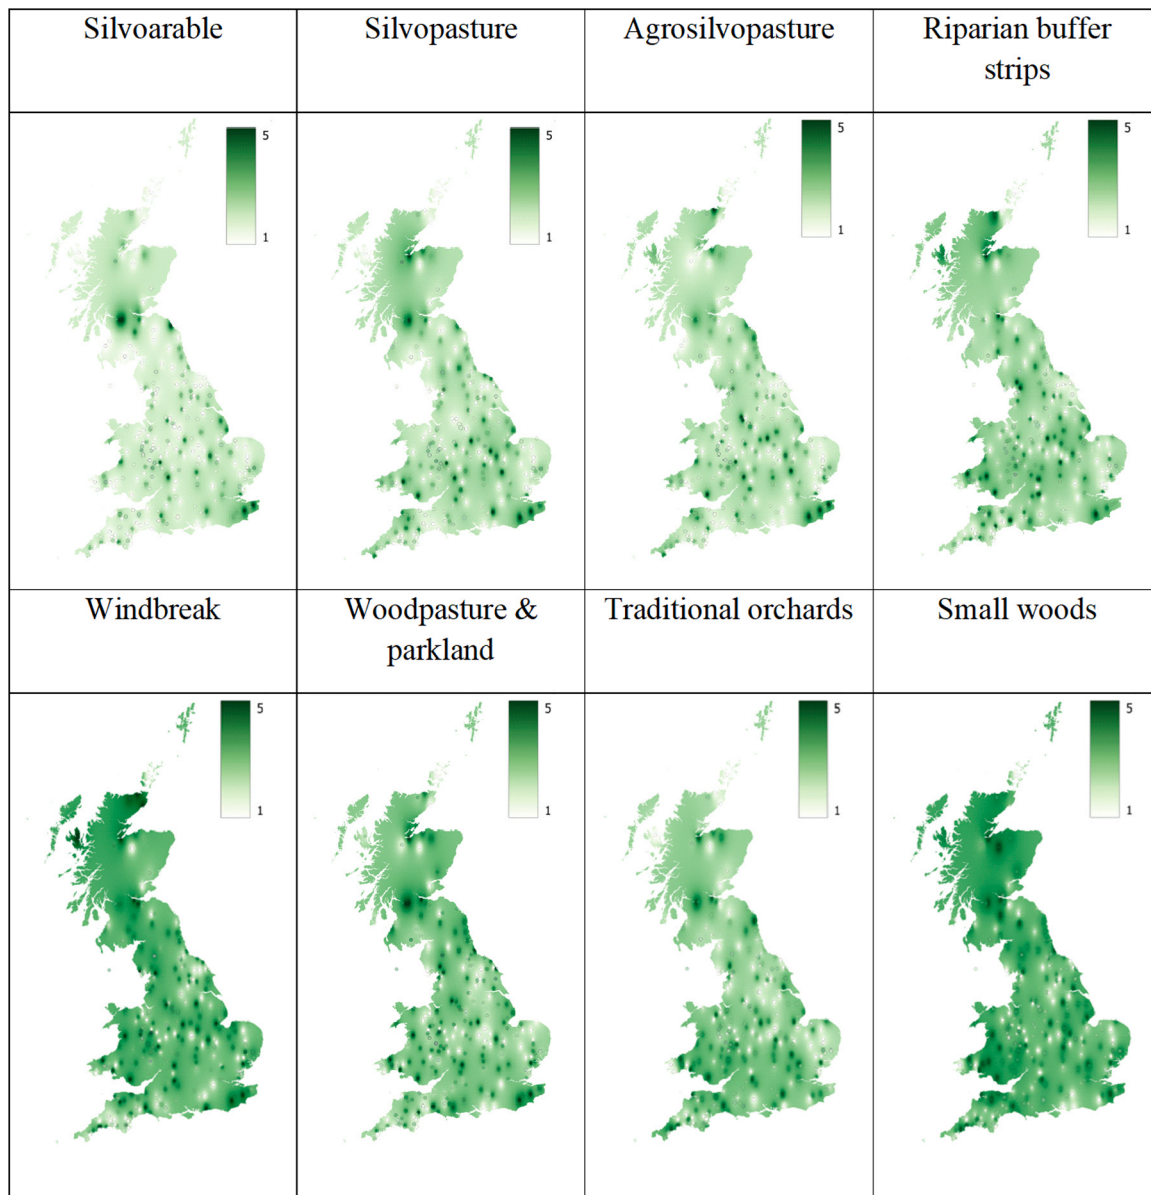 Silvoarable
Silvopasture
Agrosilvopasture
Riparian buffer
strips
5
1
5
1
5
1
5
1
Windbreak
Woodpasture &
parkland
Traditional orchards
Small woods
5
1
5
1
5
1
5
1